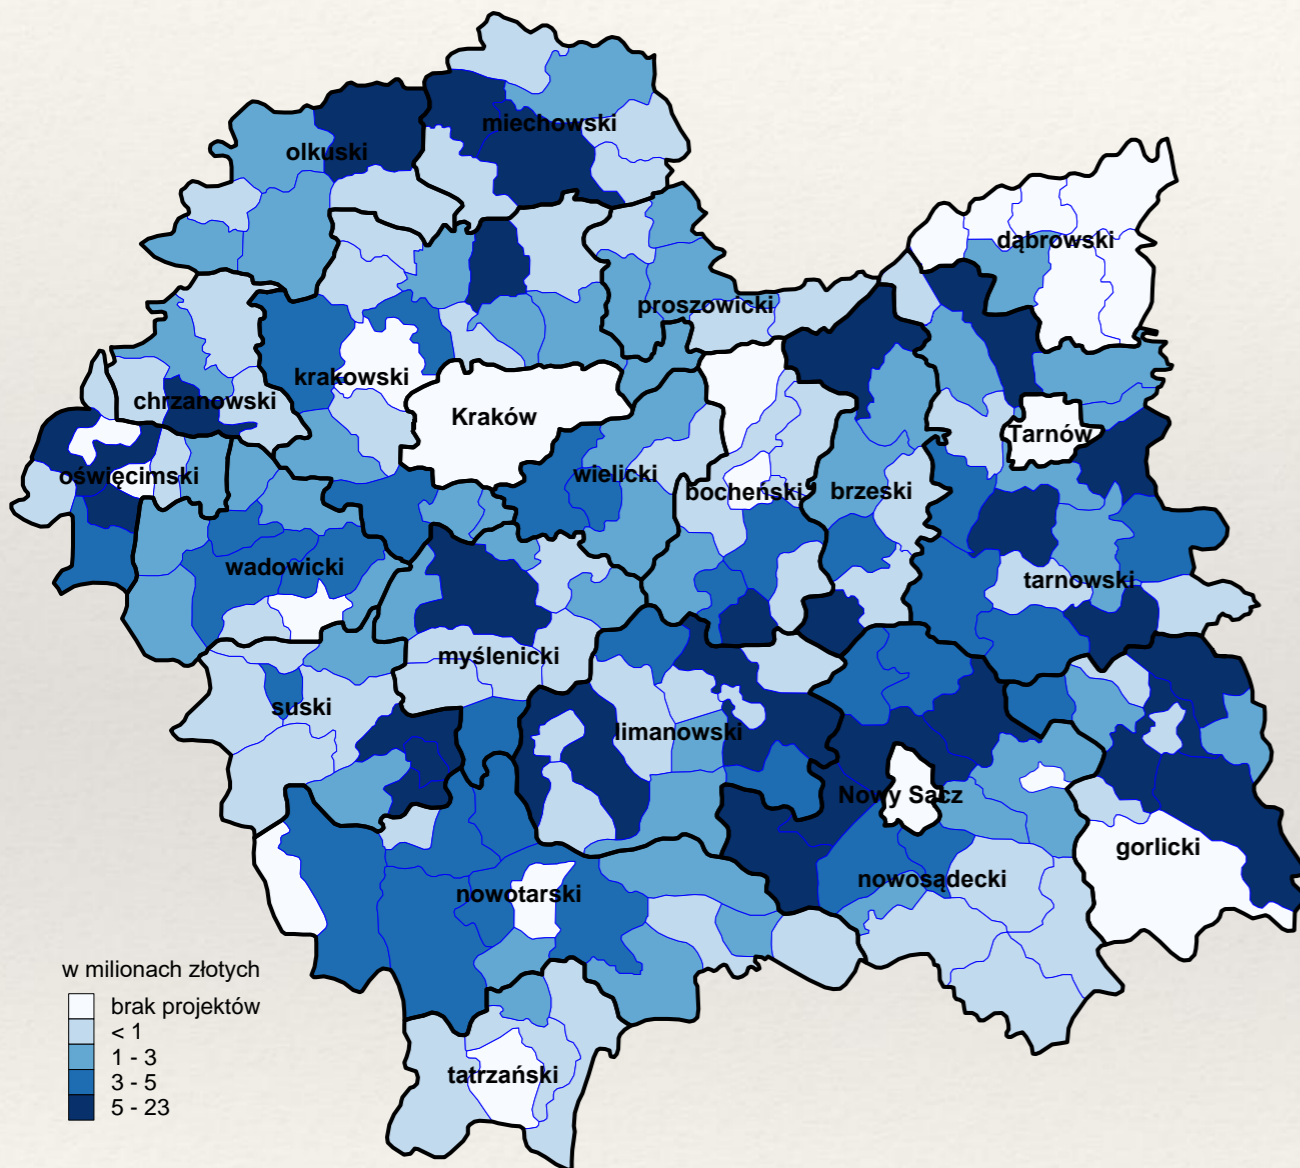 miechowski
olkuski
dąbrowski
proszowicki
krakowski
chrzanowski
Kraków
Tarnów
oświęcimski
wielicki
bocheński
brzeski
wadowicki
tarnowski
myślenicki
suski
limanowski
Nowy Sącz
gorlicki
nowosądecki
nowotarski
tatrzański
w milionach złotych
brak projektów
< 1
1 - 3
3 - 5
5 - 23